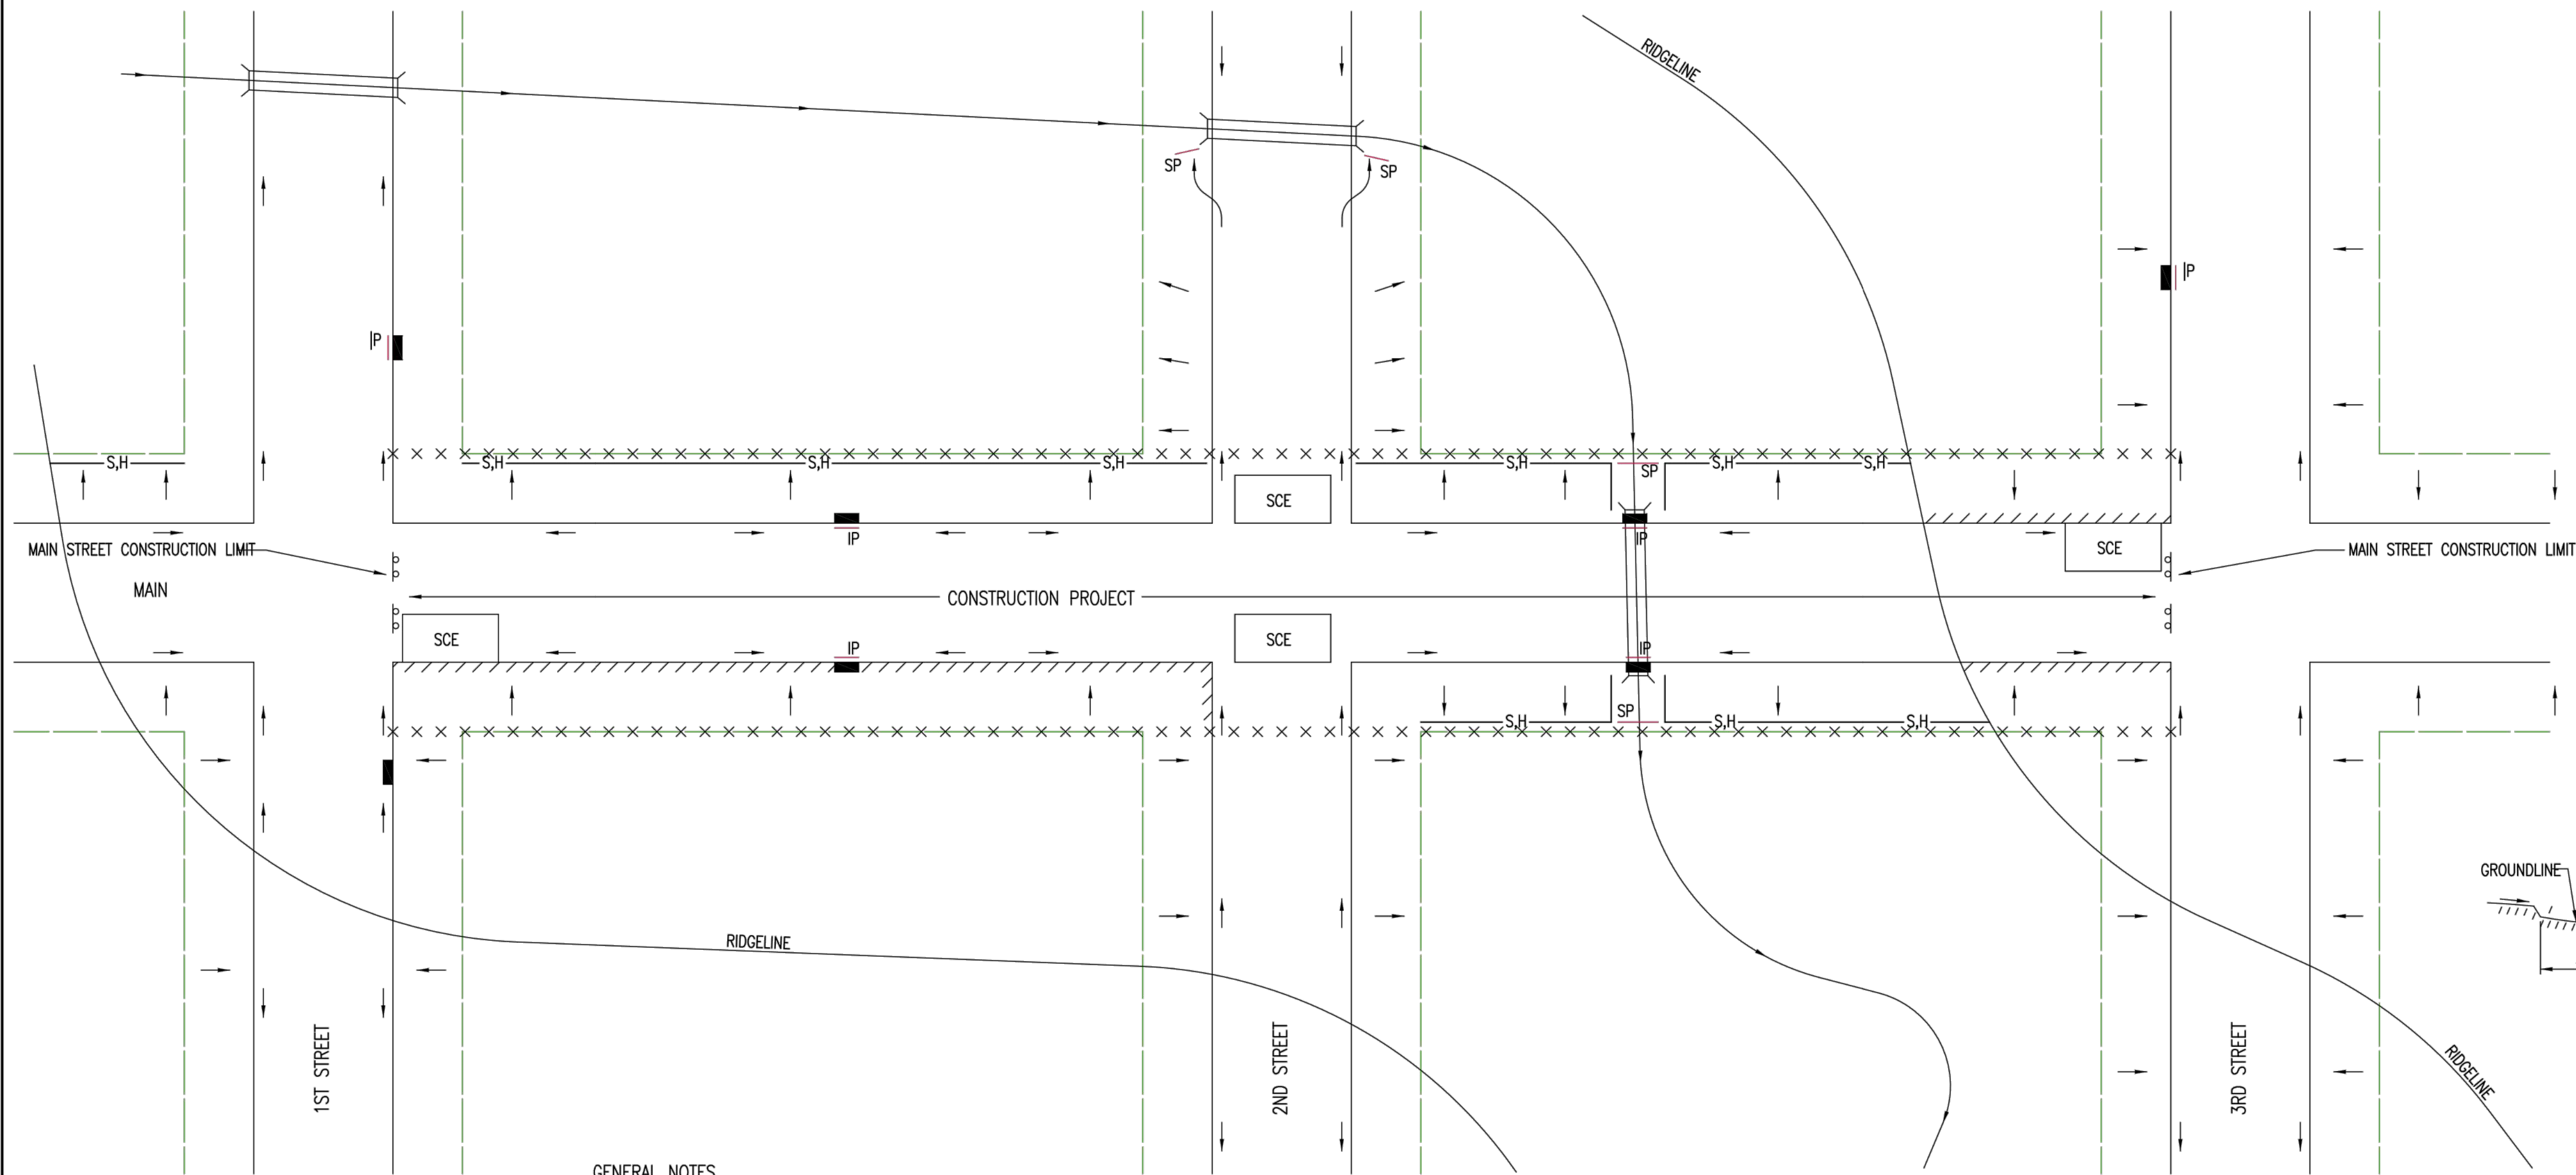 RIDGELINE
SP
SP
IP
IP
S,H
S,H
S,H
S,H
S,H
SP
S,H
S,H
SCE
IP
IP
SCE
MAIN STREET CONSTRUCTION LIMIT
MAIN STREET CONSTRUCTION LIMIT
MAIN
CONSTRUCTION PROJECT
SCE
SCE
IP
IP
SP
S,H
S,H
S,H
GROUNDLINE
RIDGELINE
1ST STREET
2ND STREET
3RD STREET
RIDGELINE
GENERAL NOTES